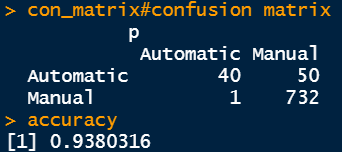 > con_matrix#confusion matrix
p
Automatic Manual
Automatic 40 50
Manual 1 732
> accuracy
[1] 0.9380316